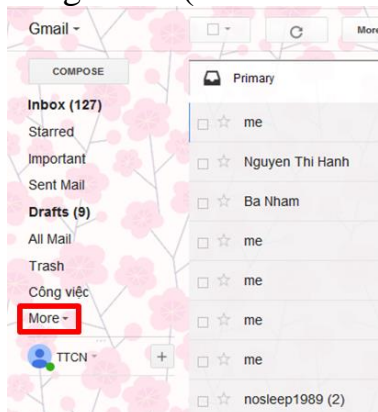 Gmail
More
COMPOSE
Primary
Inbox (127)
me
Starred
Important
Nguyen Thi Hanh
Sent Mail
Ba Nham
Drafts (9)
All Mail
me
Trash
me
Công việc
More
me
TTCN
+
me
nosleep1989 (2)